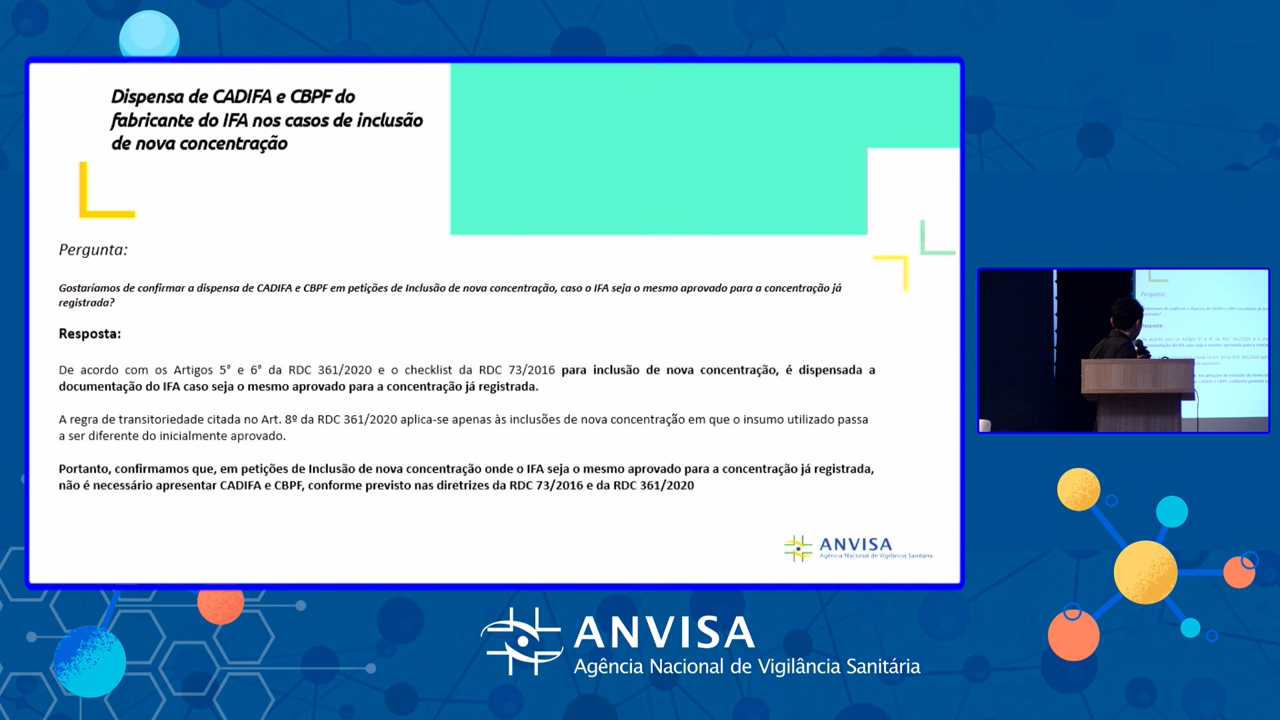 Dispensa de CADIFA e CBPF do
fabricante do IFA nos casos de inclusão
de nova concentração
Pergunta:
Gostaríamos de confirmar a dispensa de CADIFA e CBPF em petições de Inclusão de nova concentração, caso o IFA seja o mesmo aprovado para a concentração já
registrada?
Resposta:
De acordo com os Artigos 5° e 6° da RDC 361/2020 e o checklist da RDC 73/2016 para inclusão de nova concentração, é dispensada a
documentação do IFA caso seja o mesmo aprovado para a concentração já registrada.
A regra de transitoriedade citada no Art. 8º da RDC 361/2020 aplica-se apenas às inclusões de nova concentração em que o insumo utilizado passa
a ser diferente do inicialmente aprovado.
Portanto, confirmamos que, em petições de Inclusão de nova concentração onde o IFA seja o mesmo aprovado para a concentração já registrada,
não é necessário apresentar CADIFA e CBPF, conforme previsto nas diretrizes da RDC 73/2016 e da RDC 361/2020
ANVISA
Agência Nacional de Vigilância Sanitária
Pergunta:
Resposta:
ANVISA
Agência Nacional de Vigilância Sanitária